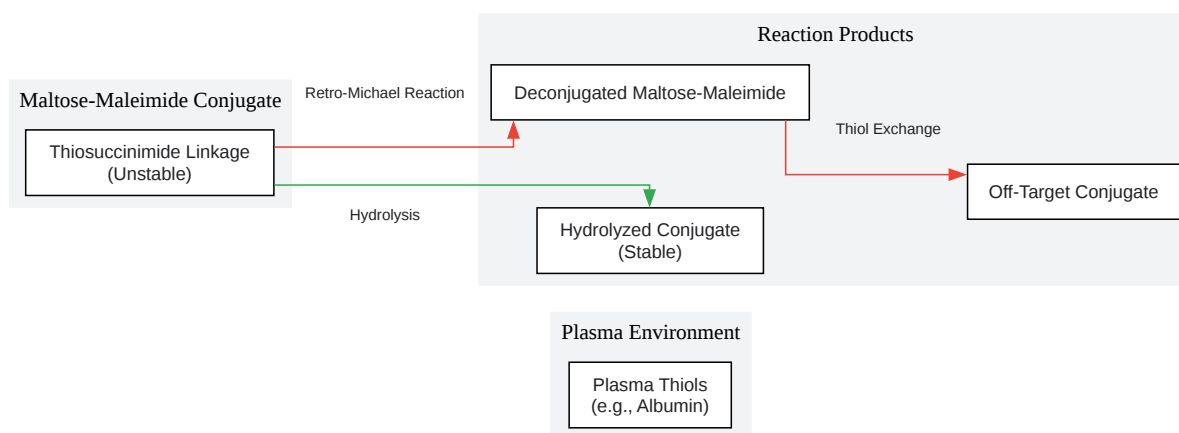 Reaction Products
Maltose-Maleimide Conjugate
Thiosuccinimide Linkage
(Unstable)
Retro-Michael Reaction
Hydrolysis
Deconjugated Maltose-Maleimide
Thiol Exchange
Off-Target Conjugate
Hydrolyzed Conjugate
(Stable)
Plasma Environment
Plasma Thiols
(e.g., Albumin)